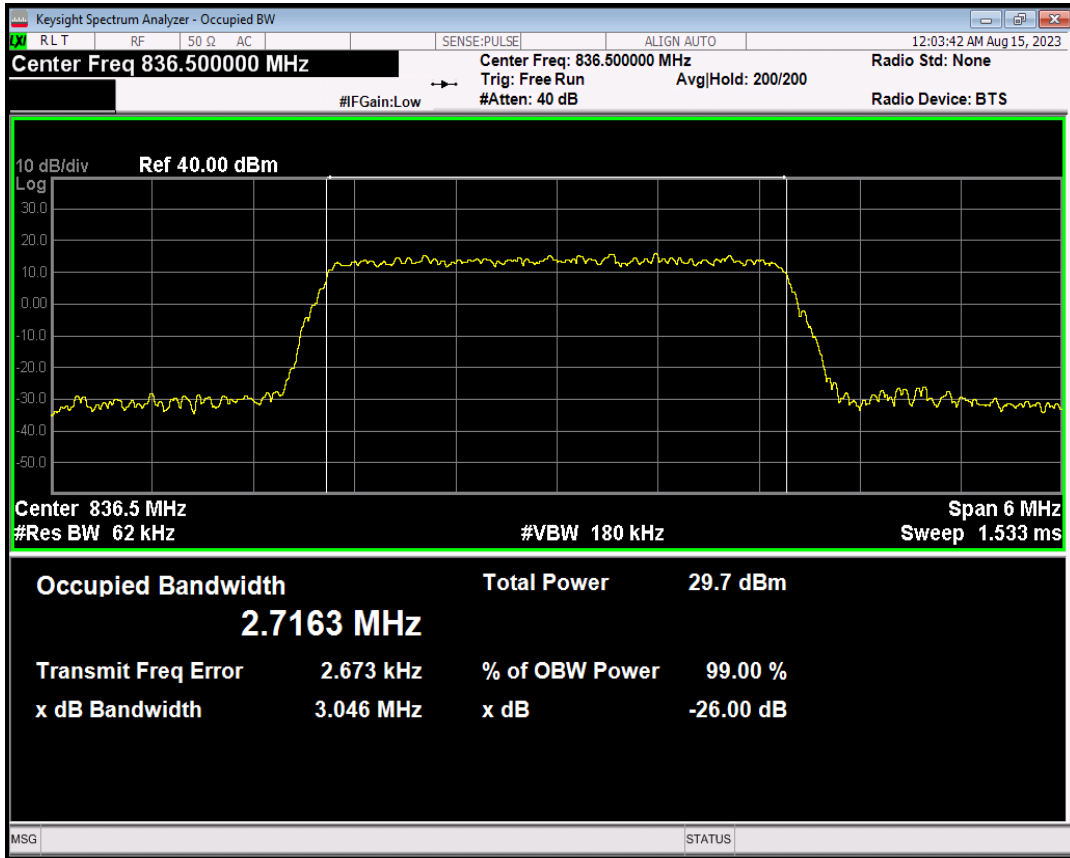 Keysight Spectrum Analyzer - Occupied BW
LXI RLT RF 50 Ω AC SENSE:PULSE ALIGN AUTO 12:03:42 AM Aug 15, 2023
Center Freq 836.500000 MHz Center Freq: 836.500000 MHz Radio Std: None
Trig: Free Run Avg|Hold: 200/200
#IFGain:Low #Atten: 40 dB Radio Device: BTS
10 dB/div Ref 40.00 dBm
Log
30.0
20.0
10.0
0.00
-10.0
-20.0
-30.0
-40.0
-50.0
Center 836.5 MHz Span 6 MHz
#Res BW 62 kHz #VBW 180 kHz Sweep 1.533 ms
Occupied Bandwidth Total Power 29.7 dBm
2.7163 MHz
Transmit Freq Error 2.673 kHz % of OBW Power 99.00 %
x dB Bandwidth 3.046 MHz x dB -26.00 dB
MSG STATUS